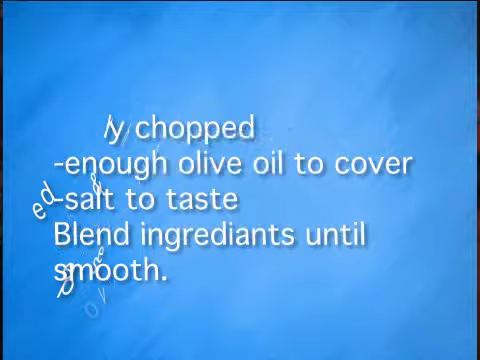 ly chopped
-enough olive oil to cover
-salt to taste
Blend ingrediants until
smooth.